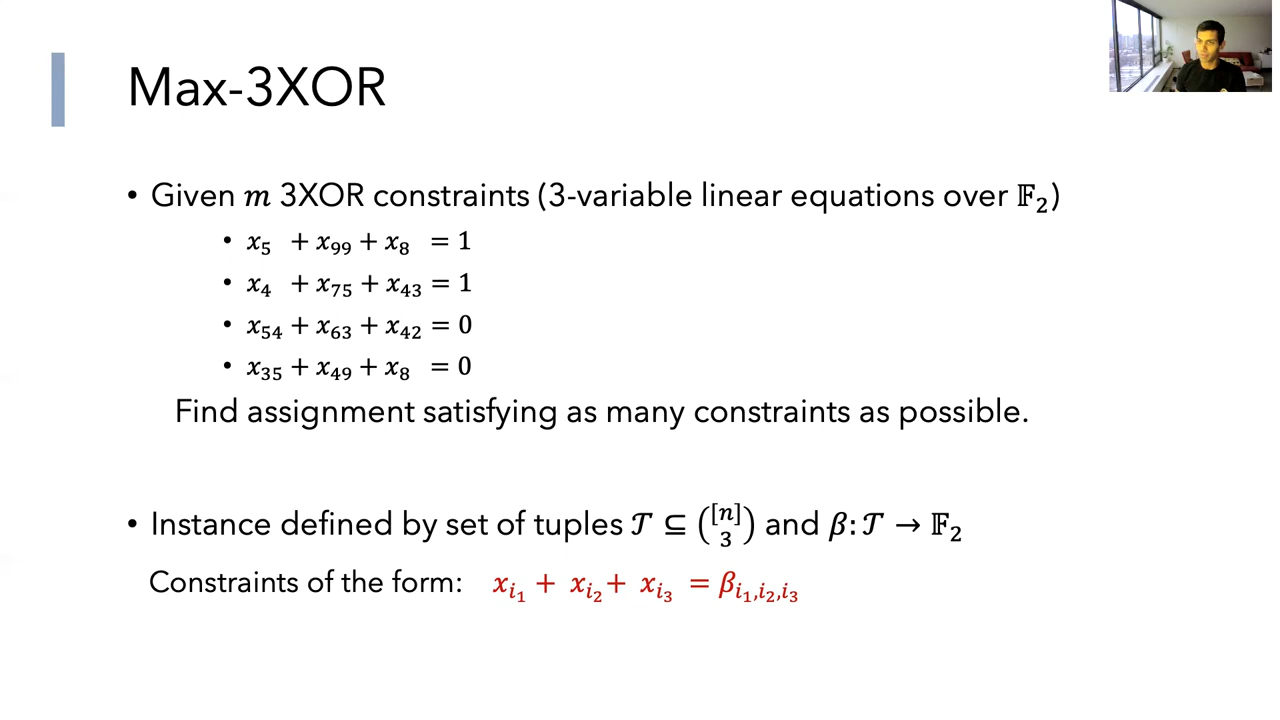 Max-3XOR
• Given m 3XOR constraints (3-variable linear equations over 𝔽₂)
• x₅ + x₉₉ + x₈ = 1
• x₄ + x₇₅ + x₄₃ = 1
• x₅₄ + x₆₃ + x₄₂ = 0
• x₃₅ + x₄₉ + x₈ = 0
Find assignment satisfying as many constraints as possible.
• Instance defined by set of tuples 𝒯 ⊆ ([n] 3) and β: 𝒯 → 𝔽₂
Constraints of the form: x_{i₁} + x_{i₂} + x_{i₃} = β_{i₁,i₂,i₃}